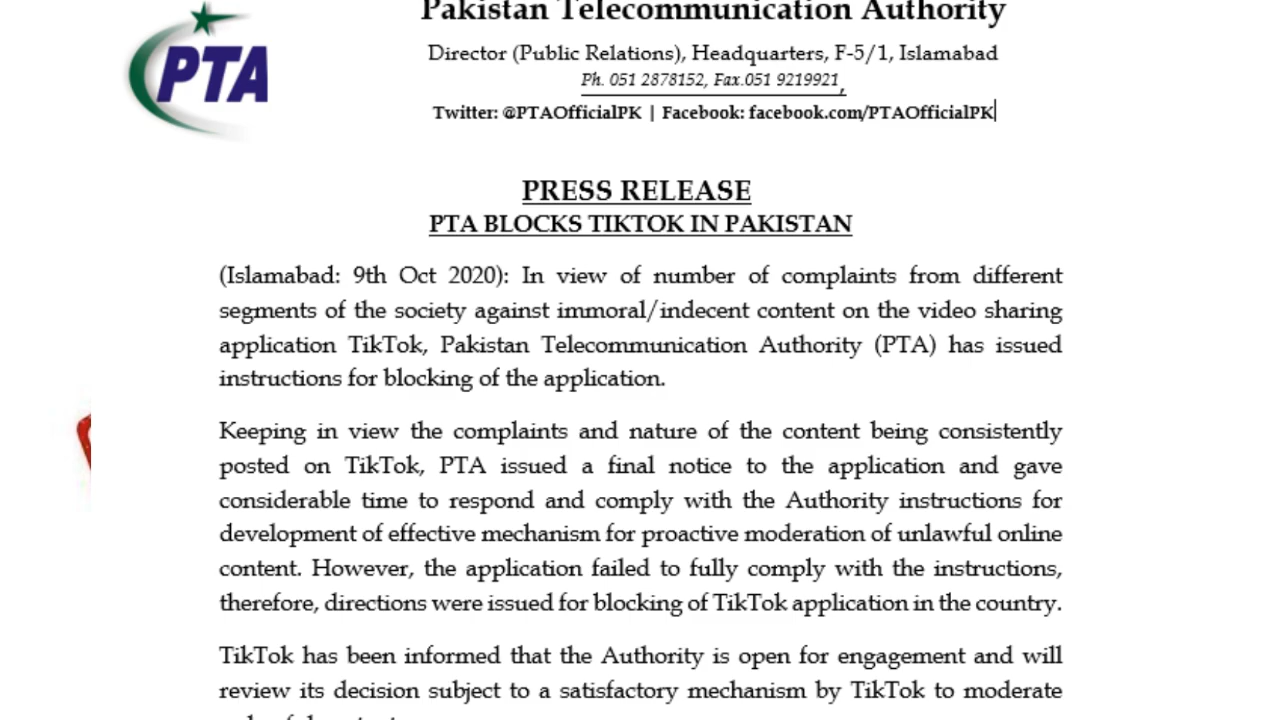 Pakistan Telecommunication Authority
PTA
Director (Public Relations), Headquarters, F-5/1, Islamabad
Ph. 051 2878152, Fax.051 9219921,
Twitter: @PTAOfficialPK | Facebook: facebook.com/PTAOfficialPK
PRESS RELEASE
PTA BLOCKS TIKTOK IN PAKISTAN
(Islamabad: 9th Oct 2020): In view of number of complaints from different
segments of the society against immoral/indecent content on the video sharing
application TikTok, Pakistan Telecommunication Authority (PTA) has issued
instructions for blocking of the application.
Keeping in view the complaints and nature of the content being consistently
posted on TikTok, PTA issued a final notice to the application and gave
considerable time to respond and comply with the Authority instructions for
development of effective mechanism for proactive moderation of unlawful online
content. However, the application failed to fully comply with the instructions,
therefore, directions were issued for blocking of TikTok application in the country.
TikTok has been informed that the Authority is open for engagement and will
review its decision subject to a satisfactory mechanism by TikTok to moderate